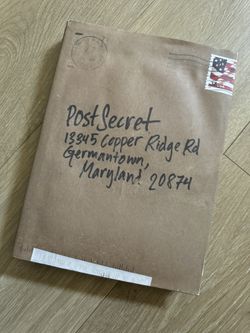 PostSecret
13345 Copper Ridge Rd
Germantown,
Maryland 20874